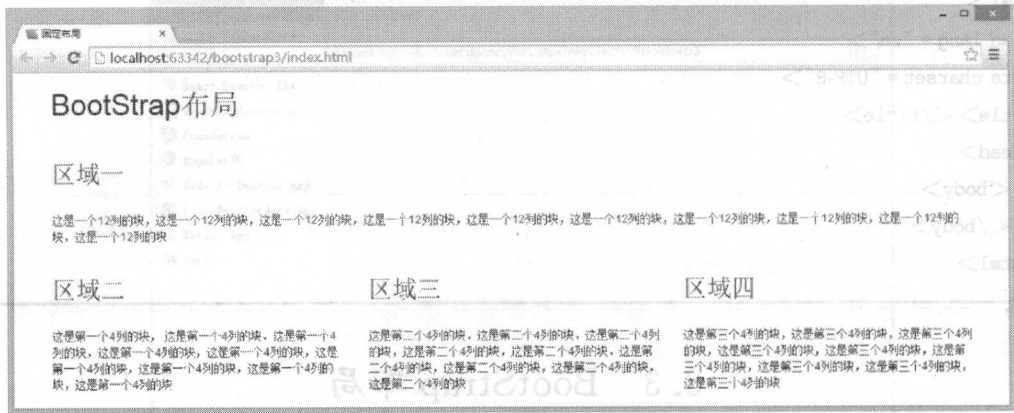 固定布局
localhost:63342/bootstrap3/index.html
BootStrap布局
区域一
这是一个12列的块，这是一个12列的块，这是一个12列的块，这是一个12列的块，这是一个12列的块，这是一个12列的块，这是一个12列的块，这是一个12列的块，这是一个12列的
块，这是一个12列的块
区域二
这是第一个4列的块，这是第一个4列的块，这是第一个4
列的块，这是第一个4列的块，这是第一个4列的块，这是
第一个4列的块，这是第一个4列的块，这是第一个4列的
块，这是第一个4列的块
区域三
这是第二个4列的块，这是第二个4列的块，这是第二个4列
的块，这是第二个4列的块，这是第二个4列的块，这是第
二个4列的块，这是第二个4列的块，这是第二个4列的块，
这是第二个4列的块
区域四
这是第三个4列的块，这是第三个4列的块，这是第三个4列
的块，这是第三个4列的块，这是第三个4列的块，这是第
三个4列的块，这是第三个4列的块，这是第三个4列的块，
这是第三个4列的块